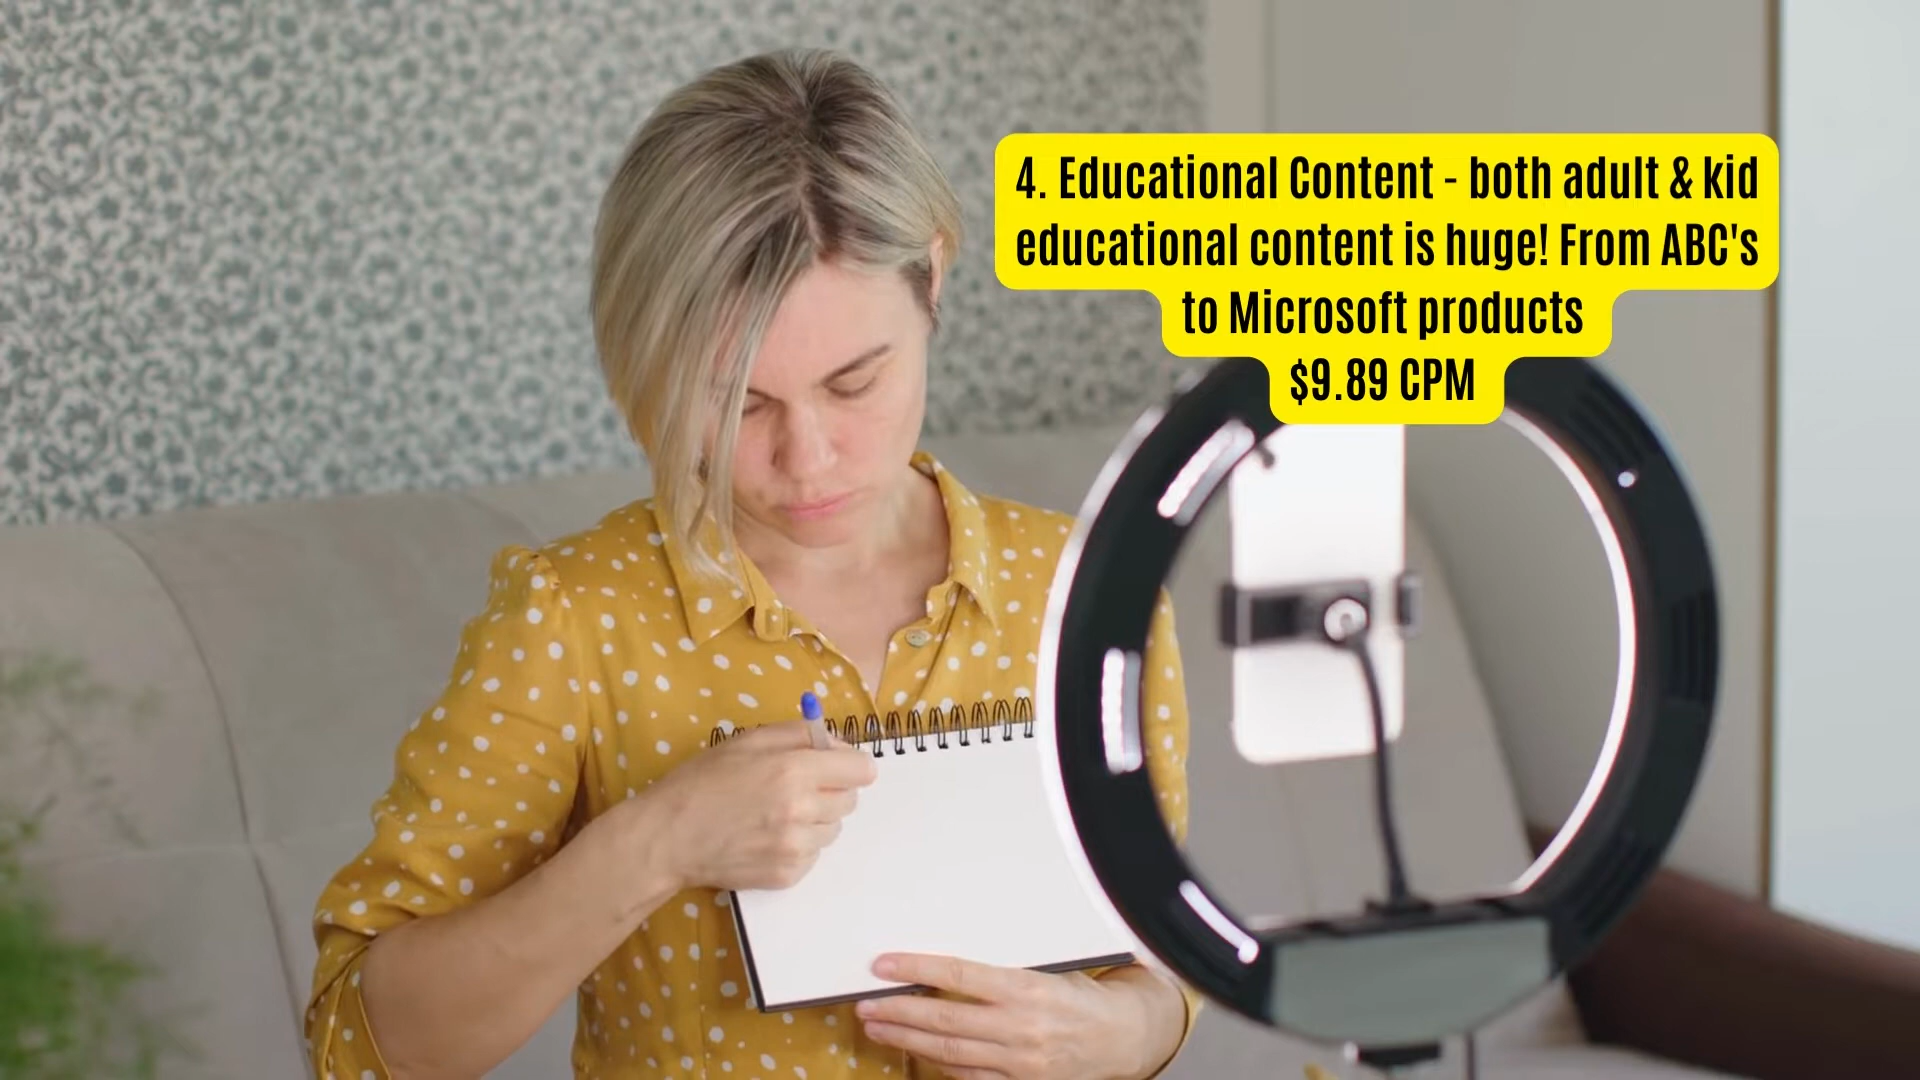 4. Educational Content - both adult & kid
educational content is huge! From ABC's
to Microsoft products
$9.89 CPM